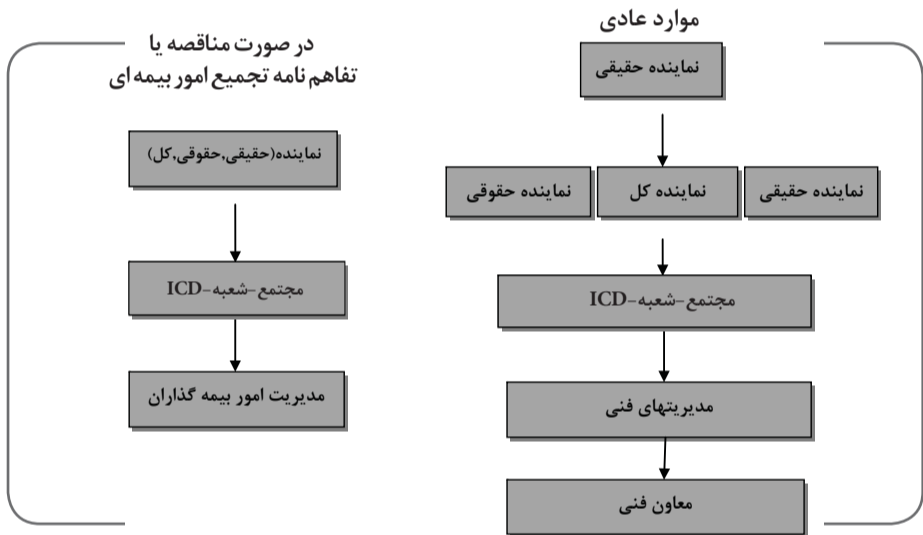 موارد عادی
نماینده حقیقی
نماینده حقیقی
نماینده کل
نماینده حقوقی
مجتمع-شعبه-ICD
مدیریتهای فنی
معاون فنی
در صورت مناقصه یا
تفاهم نامه تجمیع امور بیمه ای
نماینده(حقیقی,حقوقی,کل)
مجتمع-شعبه-ICD
مدیریت امور بیمه گذاران